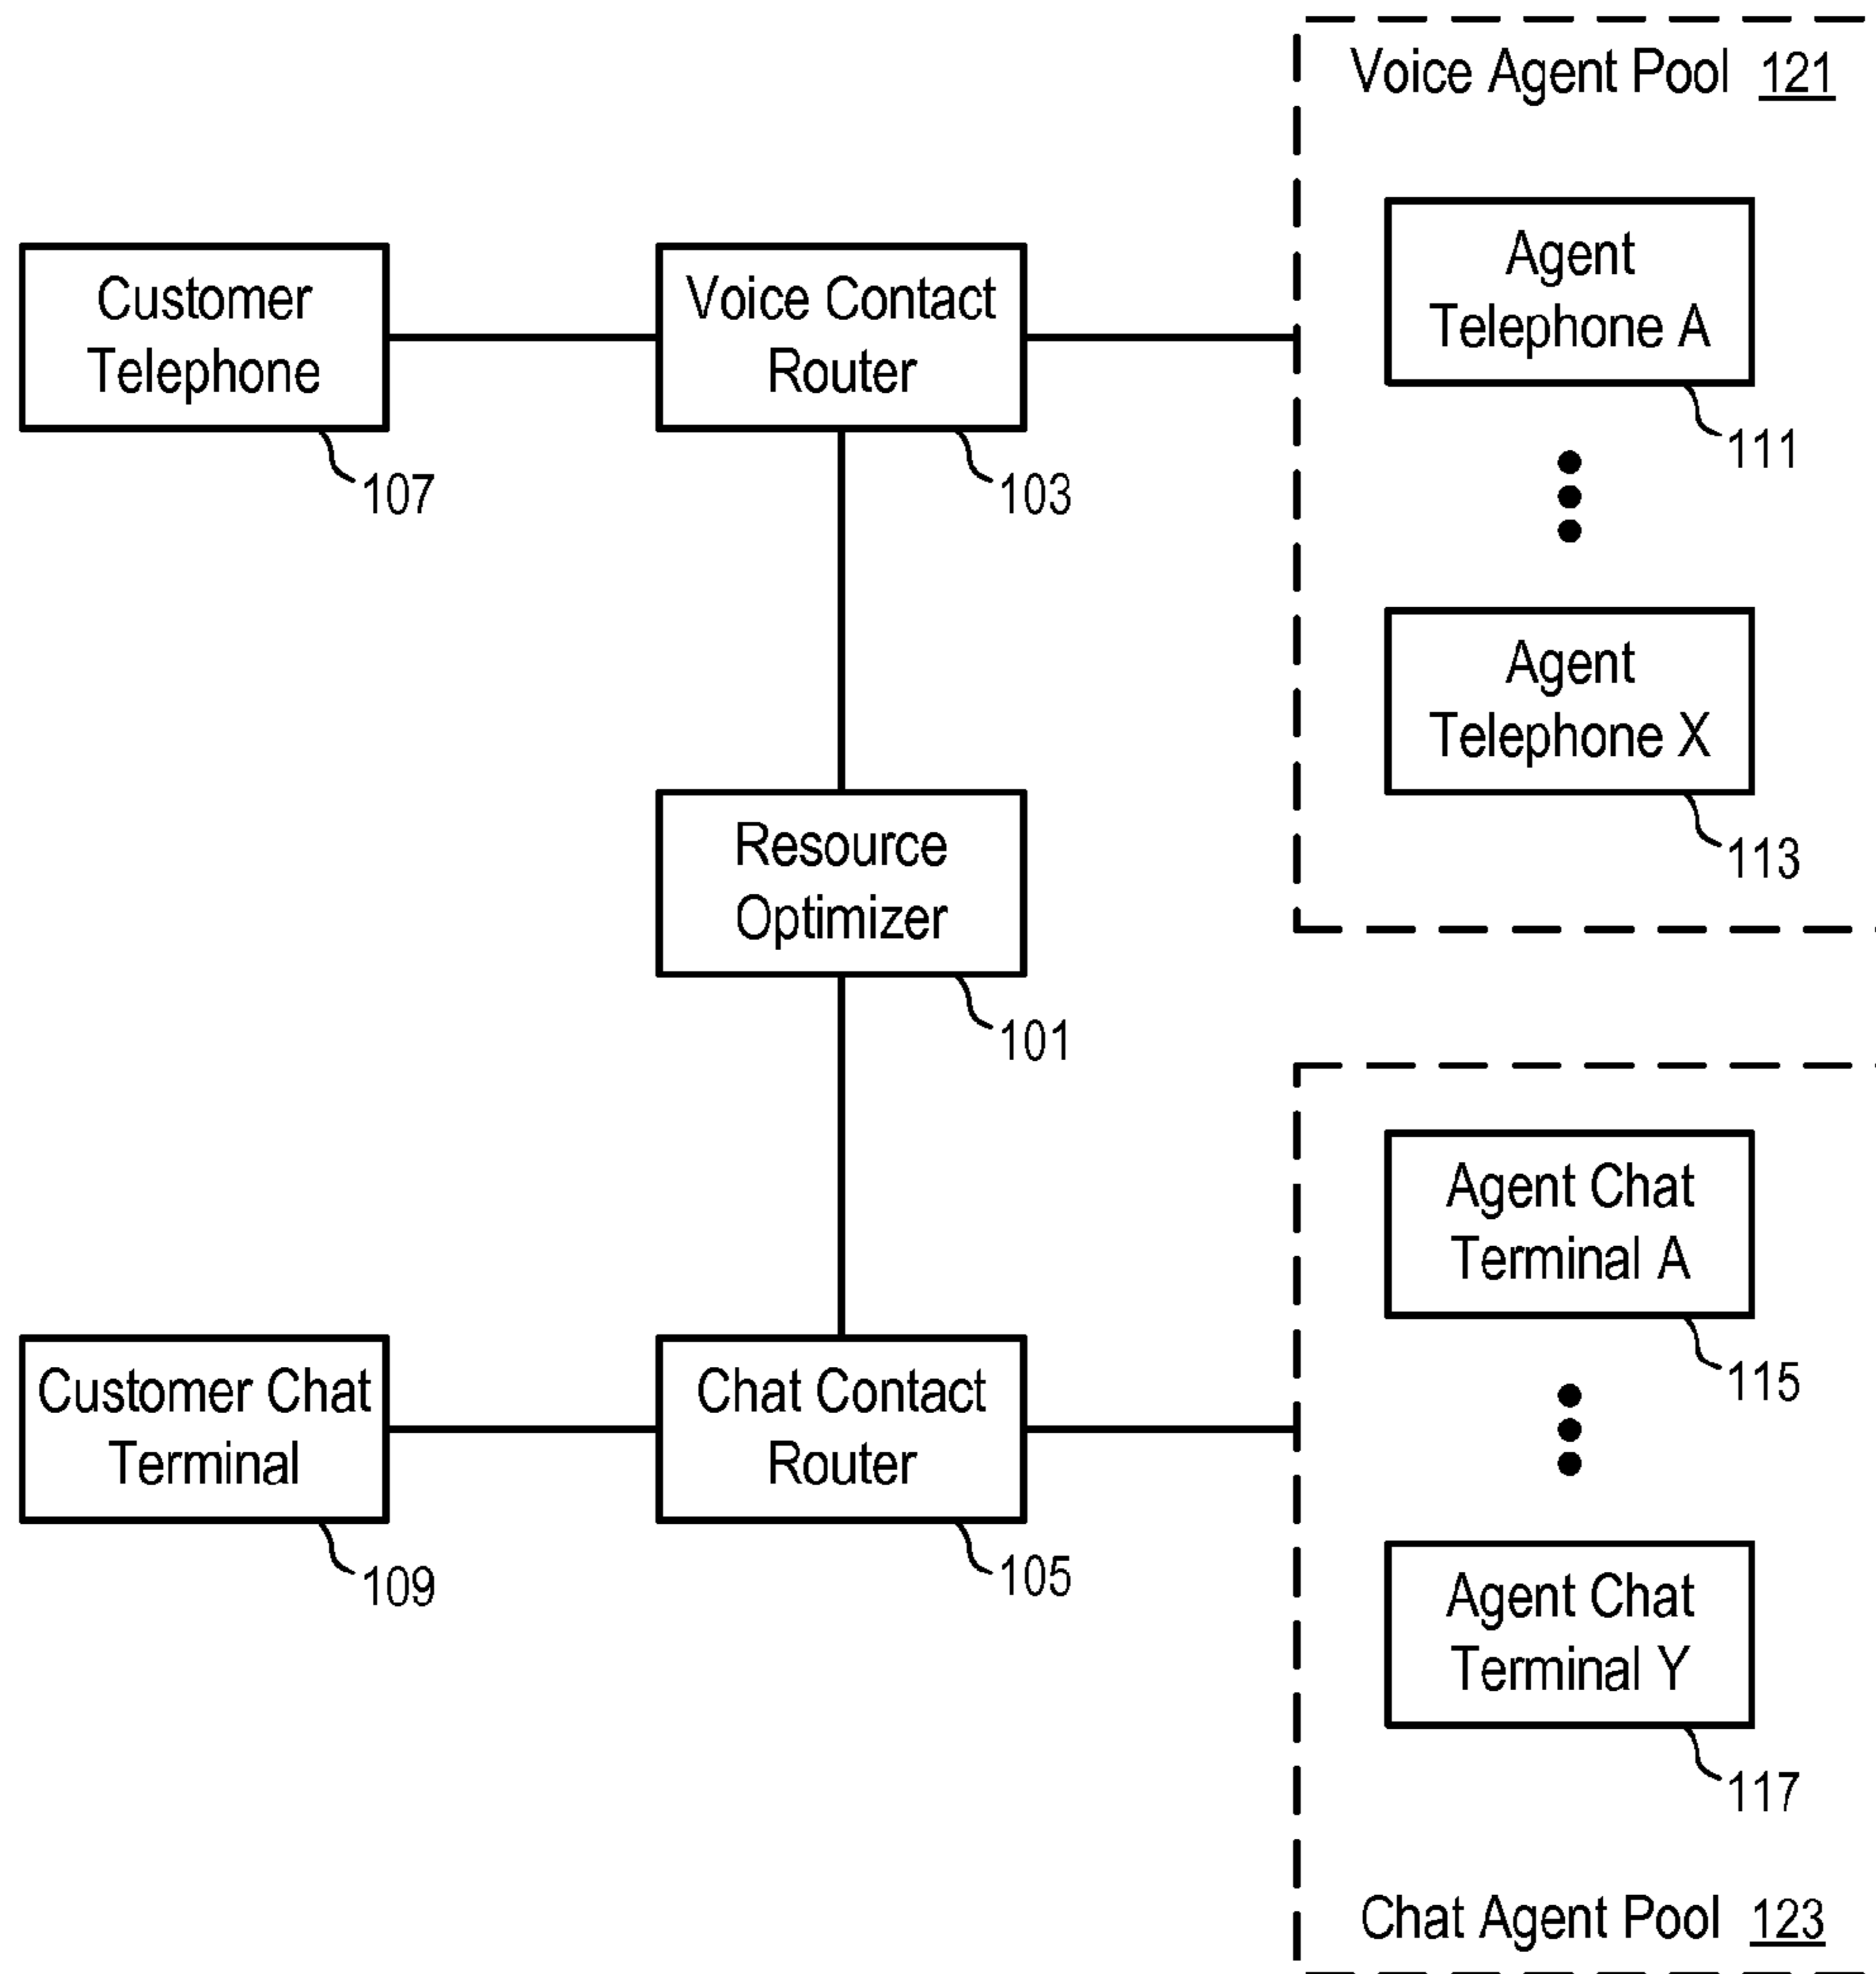 Voice Agent Pool 121
Customer
Telephone
107
Voice Contact
Router
103
Agent
Telephone A
111
Agent
Telephone X
113
Resource
Optimizer
101
Customer Chat
Terminal
109
Chat Contact
Router
105
Agent Chat
Terminal A
115
Agent Chat
Terminal Y
117
Chat Agent Pool 123